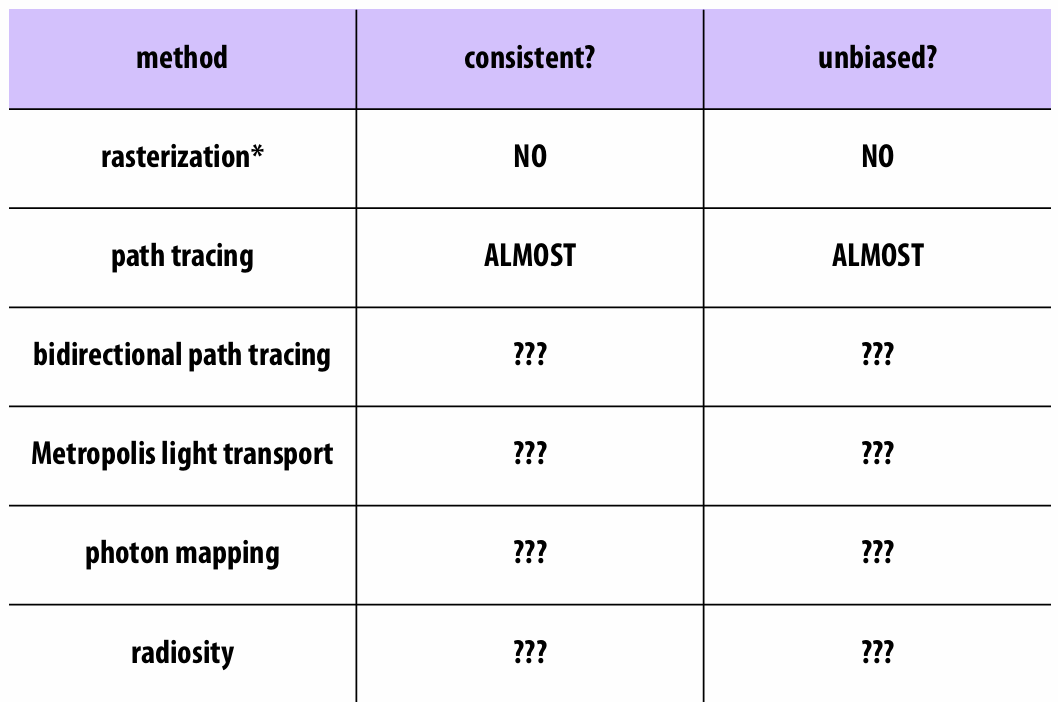 method consistent? unbiased?
rasterization* NO NO
path tracing ALMOST ALMOST
bidirectional path tracing ??? ???
Metropolis light transport ??? ???
photon mapping ??? ???
radiosity ??? ???